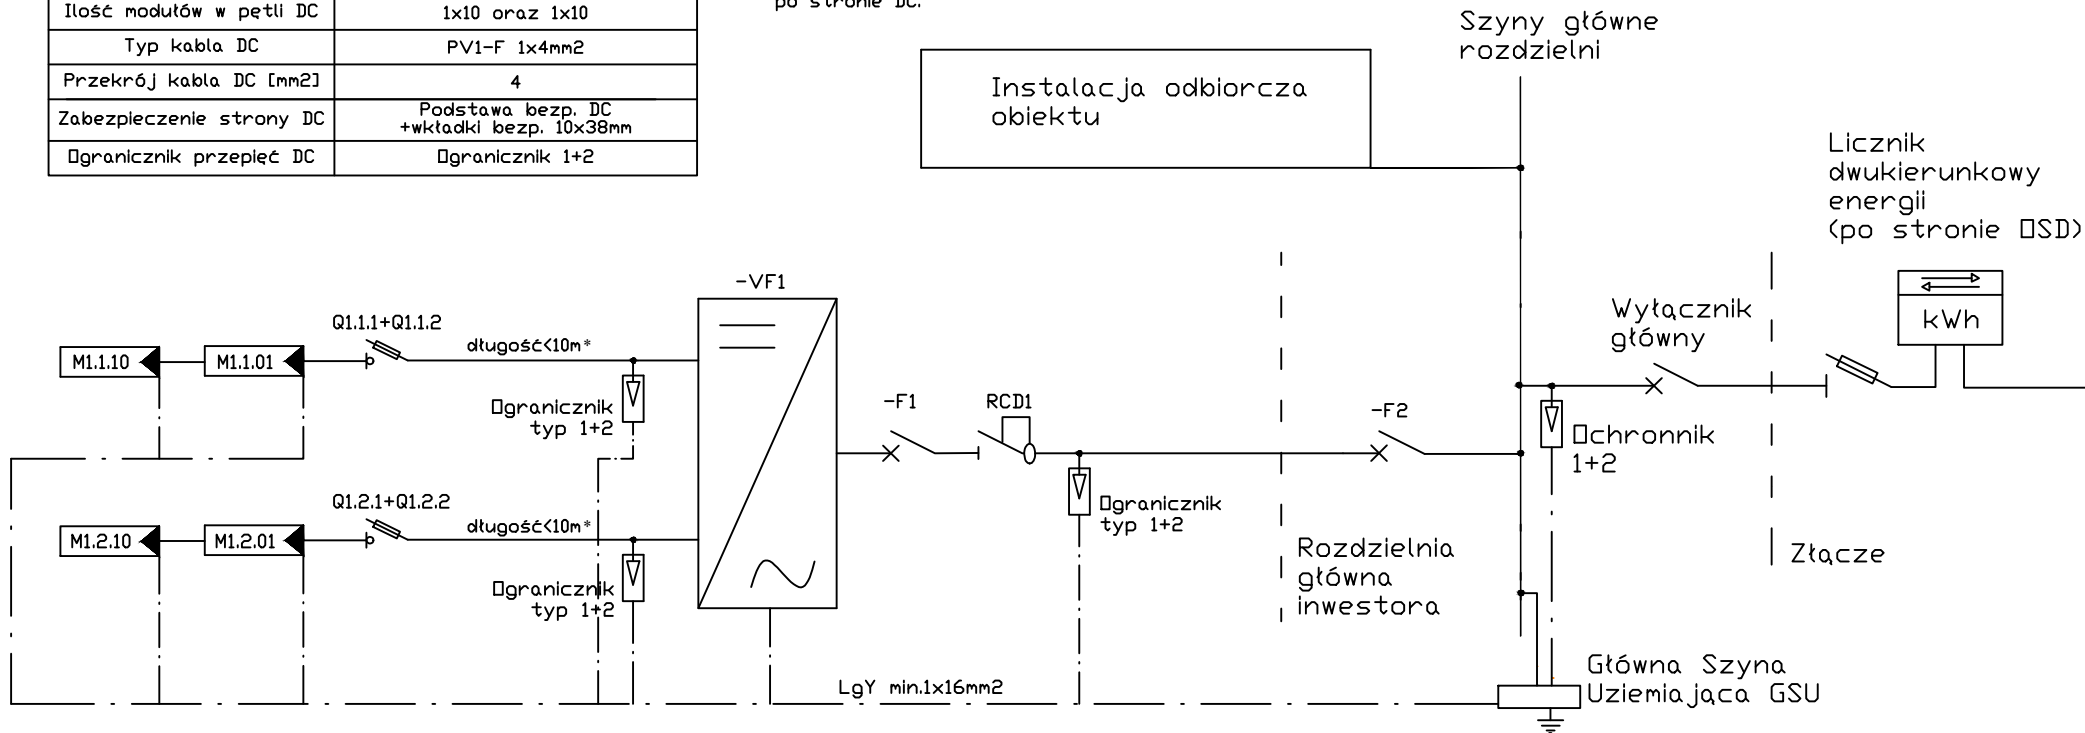 Ilość modułów w pętli DC
1x10 oraz 1x10
po stronie DC.
Typ kabla DC
PV1-F 1x4mm2
Przekrój kabla DC [mm2]
4
Zabezpieczenie strony DC
Podstawa bezp. DC
+wkładki bezp. 10x38mm
Ogranicznik przepięć DC
Ogranicznik 1+2
Szyny główne
rozdzielni
Instalacja odbiorcza
obiektu
Licznik
dwukierunkowy
energii
(po stronie OSD)
kWh
Wyłącznik
główny
-VF1
Q1.1.1+Q1.1.2
długość<10m*
M1.1.10
M1.1.01
Ogranicznik
typ 1+2
-F1
RCD1
-F2
Ochronnik
1+2
Q1.2.1+Q1.2.2
długość<10m*
M1.2.10
M1.2.01
Ogranicznik
typ 1+2
Ogranicznik
typ 1+2
Rozdzielnia
główna
inwestora
Złącze
LgY min.1x16mm2
Główna Szyna
Uziemiająca GSU